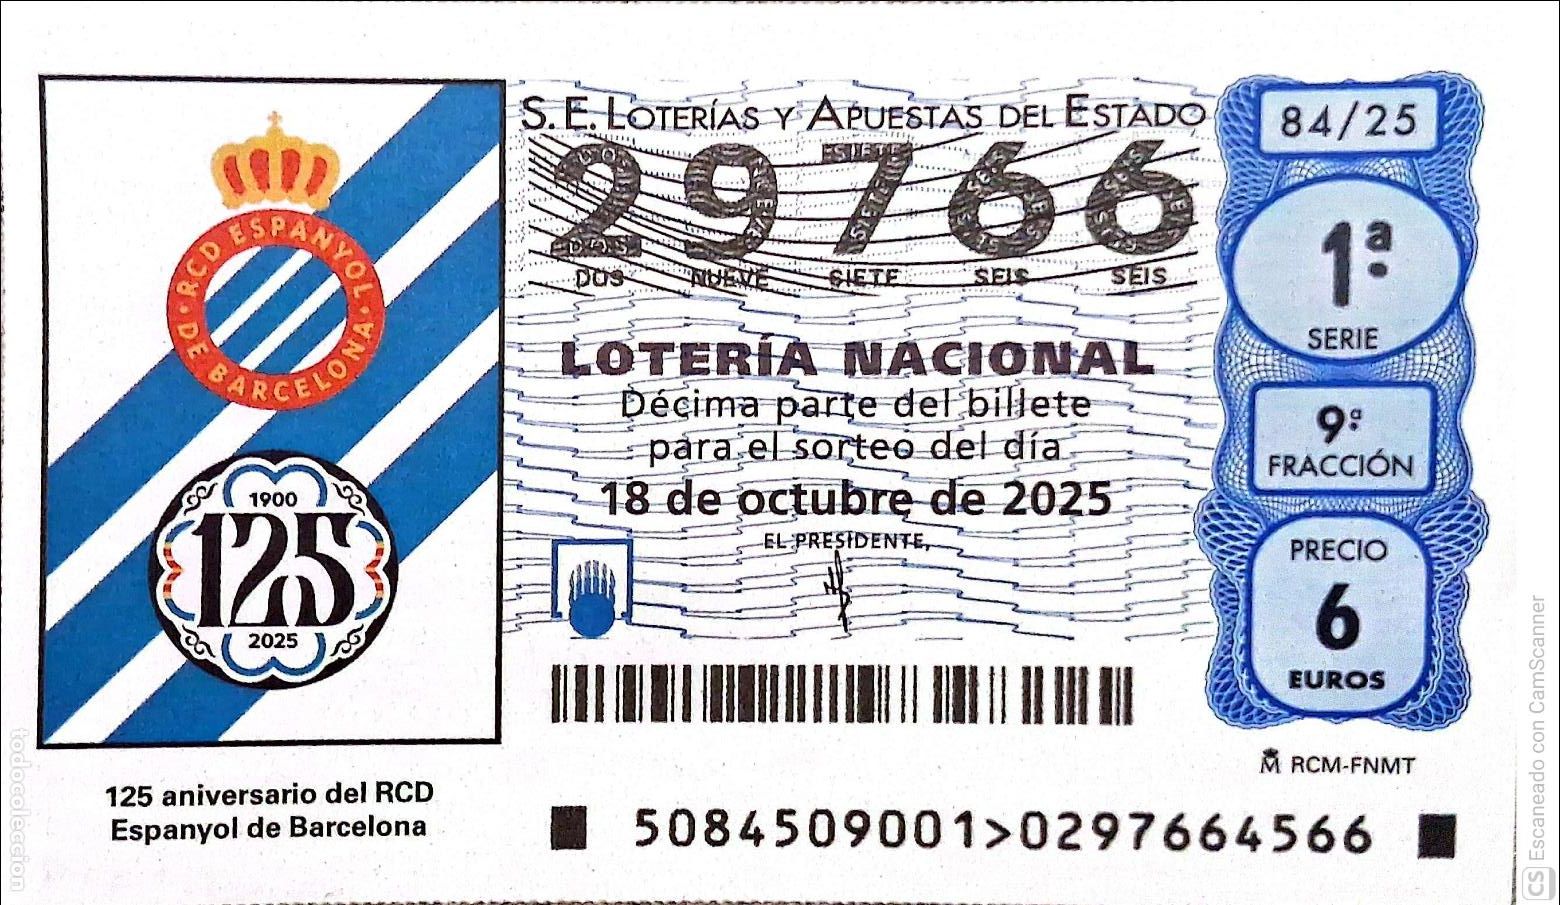 RCD ESPANYOL
DE BARCELONA
1900
125
2025
125 aniversario del RCD
Espanyol de Barcelona
S.E. LOTERÍAS Y APUESTAS DEL ESTADO
29766
DOS NUEVE SIETE SEIS SEIS
LOTERÍA NACIONAL
Décima parte del billete
para el sorteo del día
18 de octubre de 2025
EL PRESIDENTE,
84/25
1ª
SERIE
9ª
FRACCIÓN
PRECIO
6
EUROS
RCM-FNMT
5084509001>0297664566
todocoleccion
CS Escaneado con CamScanner